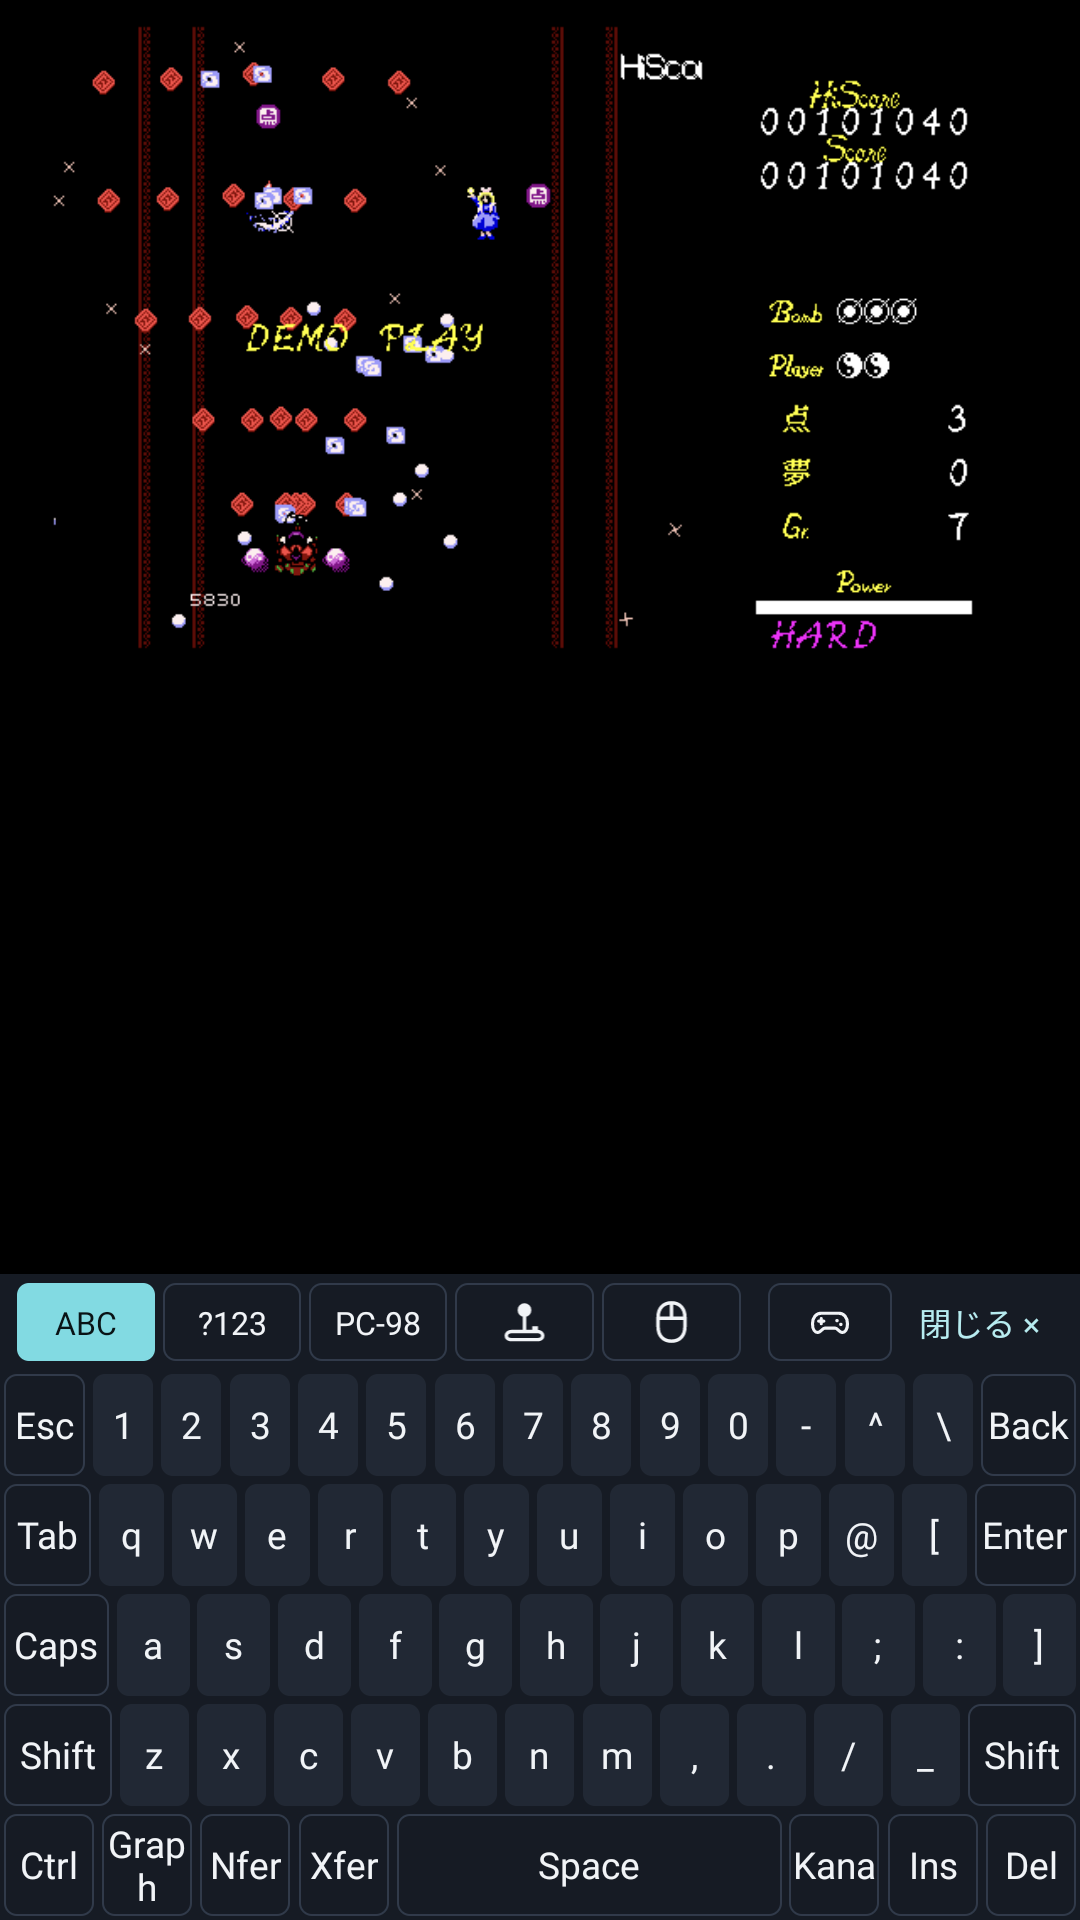 HiScor
HiScore
00101040
Score
00101040
DEMO PLAY
Bomb
Player
点 3
夢 0
Gr. 7
5830
Power
HARD
ABC ?123 PC-98 閉じる ×
Esc 1 2 3 4 5 6 7 8 9 0 - ^ \ Back
Tab q w e r t y u i o p @ [ Enter
Caps a s d f g h j k l ; : ]
Shift z x c v b n m , . / _ Shift
Ctrl Graph Nfer Xfer Space Kana Ins Del